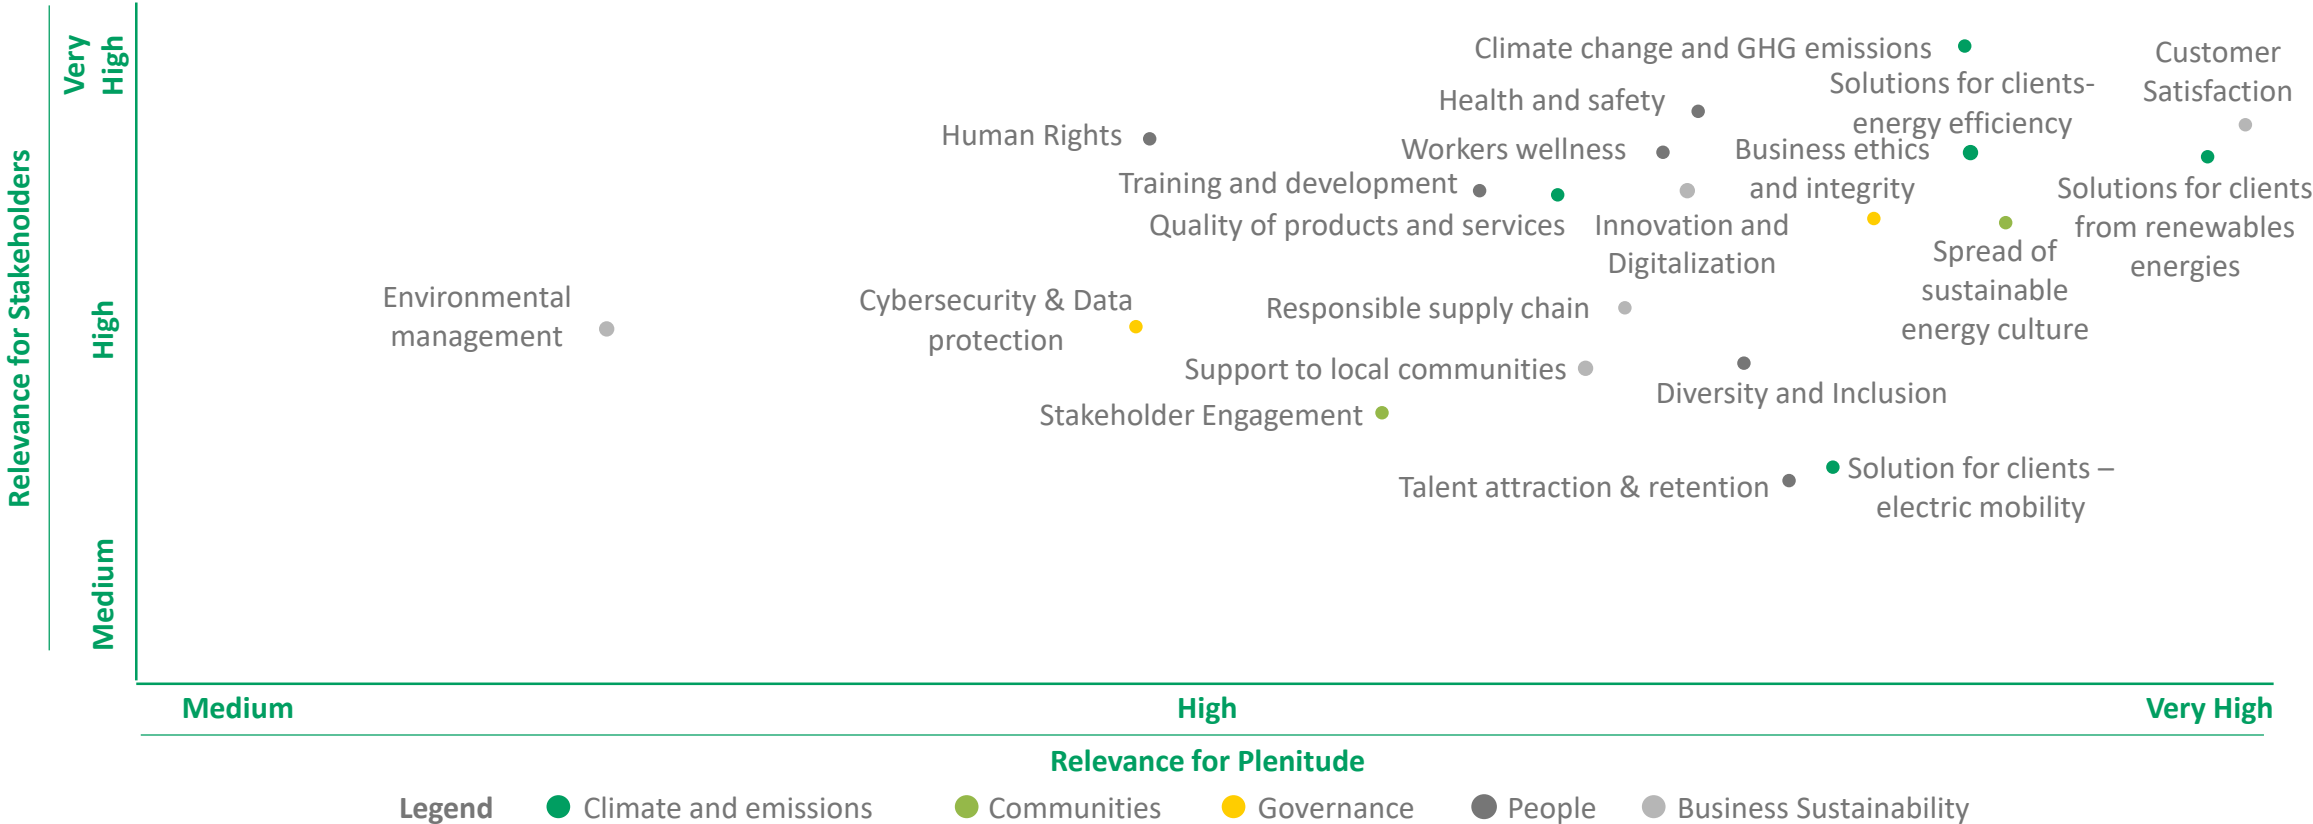 Relevance for Stakeholders
Very
High
High
Medium
Climate change and GHG emissions
Customer
Satisfaction
Solutions for clients-
energy efficiency
Health and safety
Human Rights
Workers wellness
Business ethics
and integrity
Training and development
Solutions for clients
from renewables
energies
Quality of products and services
Innovation and
Digitalization
Spread of
sustainable
energy culture
Environmental
management
Cybersecurity & Data
protection
Responsible supply chain
Support to local communities
Diversity and Inclusion
Stakeholder Engagement
Talent attraction & retention
Solution for clients –
electric mobility
Medium
High
Very High
Relevance for Plenitude
Legend
Climate and emissions
Communities
Governance
People
Business Sustainability